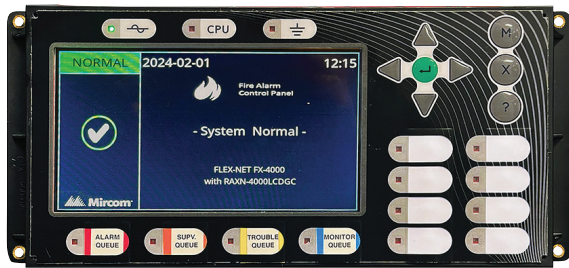 CPU
NORMAL
2024-02-01
12:15
Fire Alarm
Control Panel
- System Normal -
FLEX-NET FX-4000
with RAXN-4000LCDGC
Mircom
M
X
?
ALARM
QUEUE
SUPV.
QUEUE
TROUBLE
QUEUE
MONITOR
QUEUE